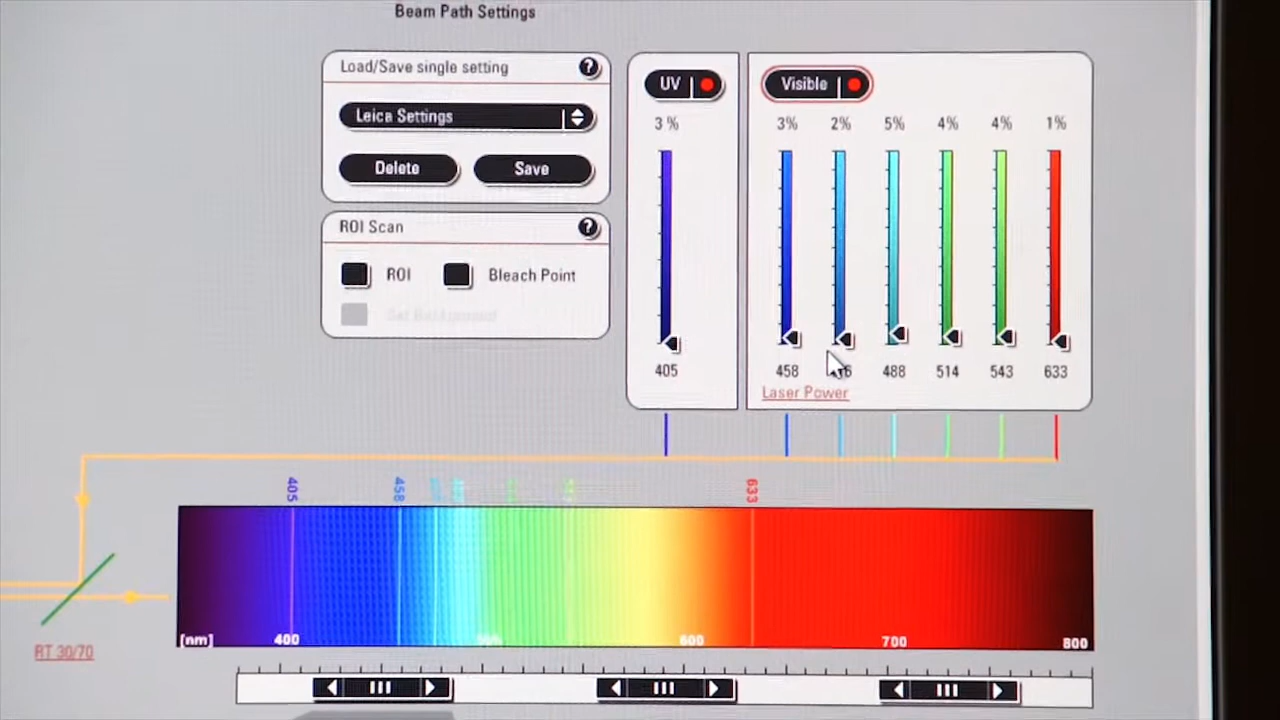 Beam Path Settings
Load/Save single setting ?
Leica Settings
Delete Save
ROI Scan ?
ROI Bleach Point
Set Background
UV
3 %
405
Visible
3% 2% 5% 4% 4% 1%
458 488 514 543 633
Laser Power
405 458 633
[nm] 400 600 700 800
RT 30/70